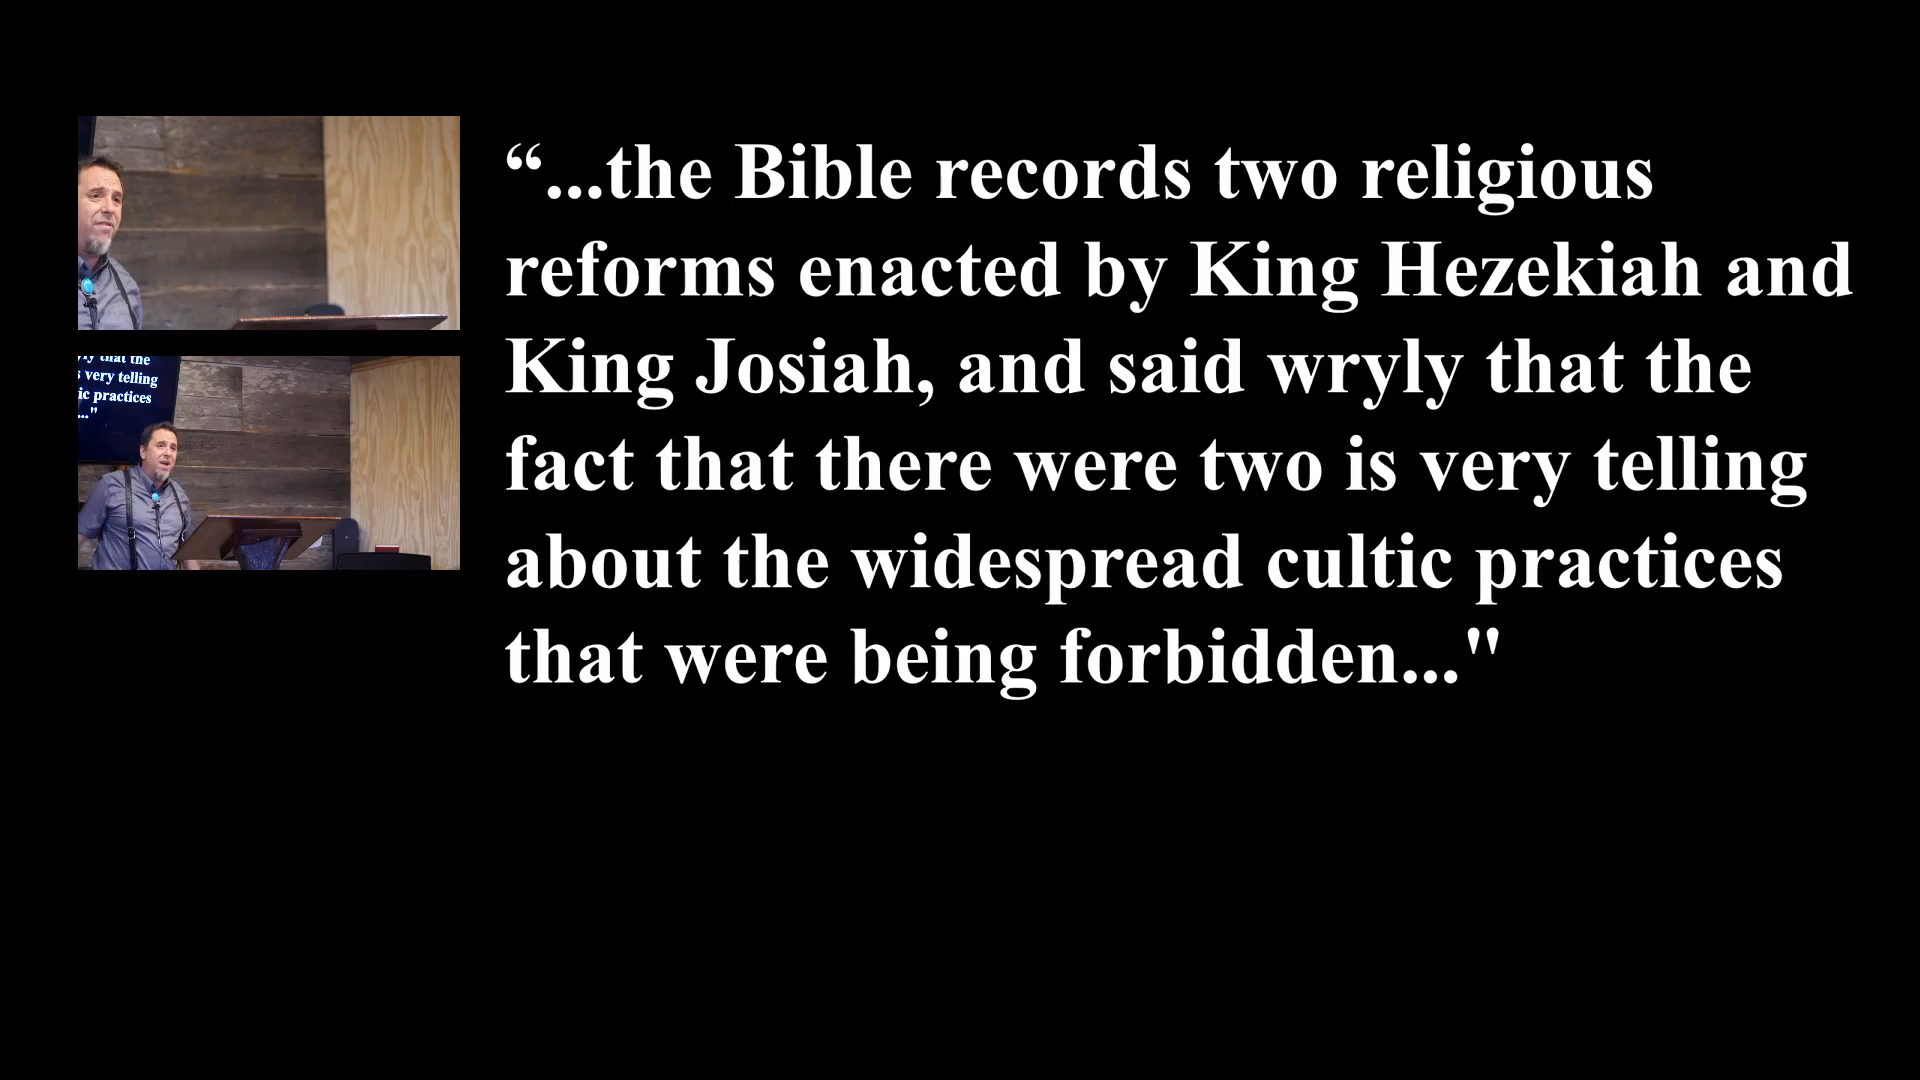 “...the Bible records two religious
reforms enacted by King Hezekiah and
King Josiah, and said wryly that the
fact that there were two is very telling
about the widespread cultic practices
that were being forbidden..."
that the
very telling
practices
..."